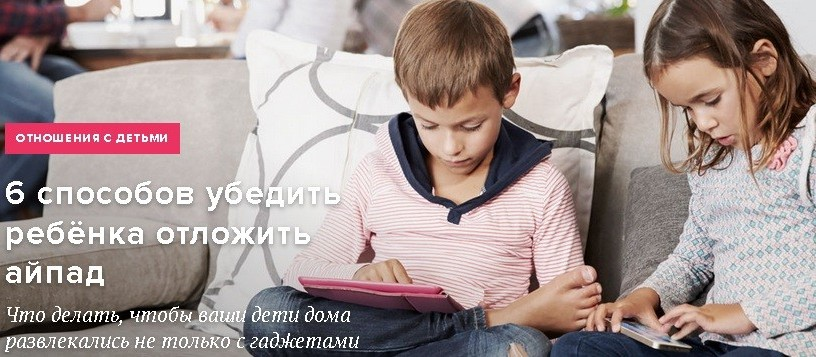 ОТНОШЕНИЯ С ДЕТЬМИ
6 способов убедить
ребёнка отложить
айпад
Что делать, чтобы ваши дети дома
развлекались не только с гаджетами